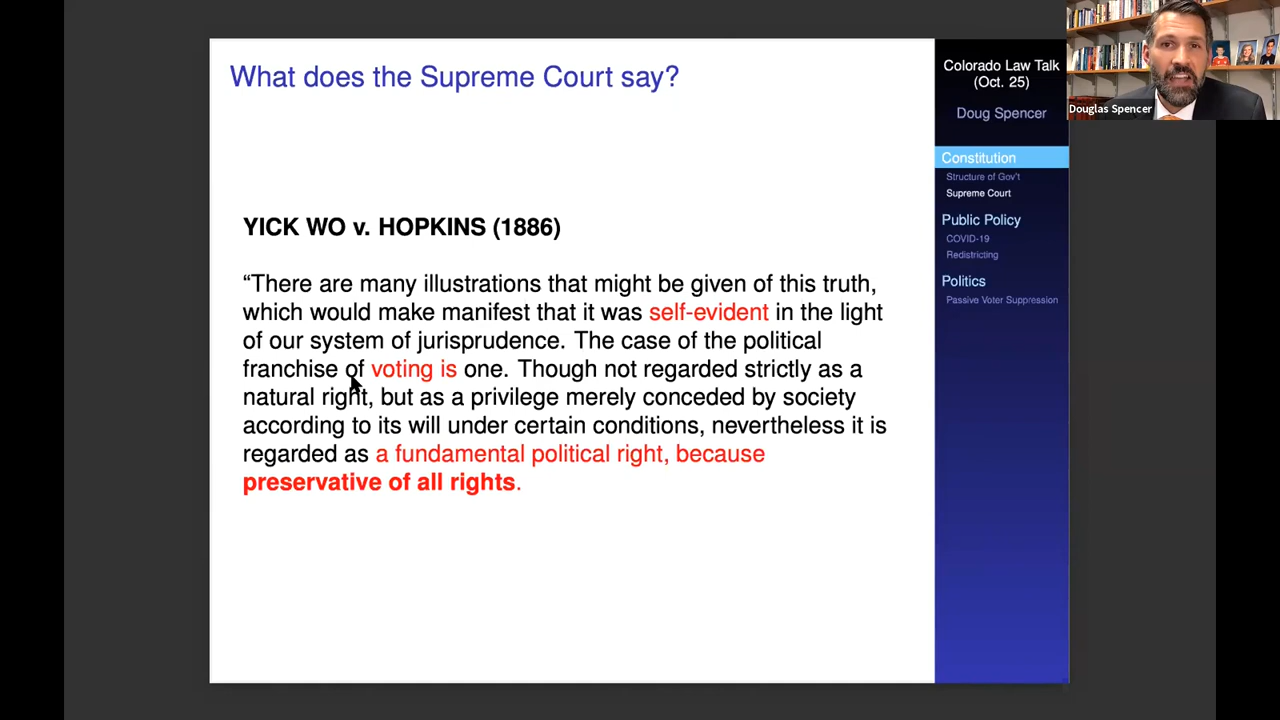 What does the Supreme Court say?
YICK WO v. HOPKINS (1886)
“There are many illustrations that might be given of this truth,
which would make manifest that it was self-evident in the light
of our system of jurisprudence. The case of the political
franchise of voting is one. Though not regarded strictly as a
natural right, but as a privilege merely conceded by society
according to its will under certain conditions, nevertheless it is
regarded as a fundamental political right, because
preservative of all rights.
Colorado Law Talk
(Oct. 25)
Doug Spencer
Constitution
Structure of Gov't
Supreme Court
Public Policy
COVID-19
Redistricting
Politics
Passive Voter Suppression
Douglas Spencer